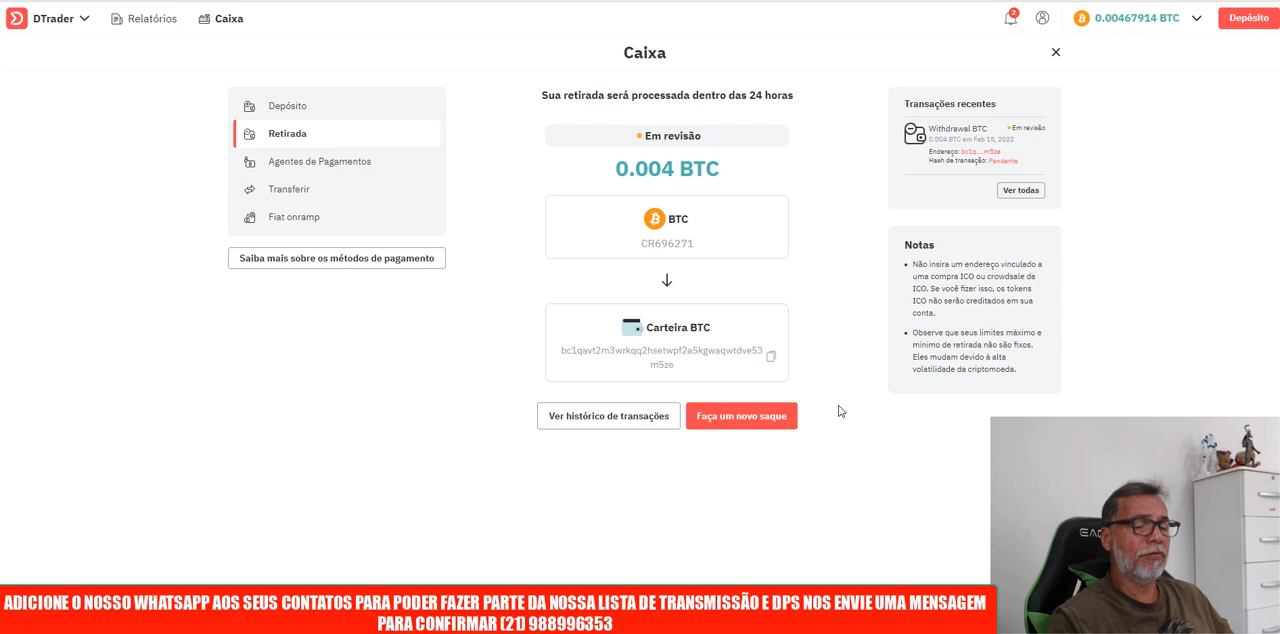 DTrader
Relatórios
Caixa
2
0.00467914 BTC
Depósito
Caixa
Depósito
Retirada
Agentes de Pagamentos
Transferir
Fiat onramp
Saiba mais sobre os métodos de pagamento
Sua retirada será processada dentro das 24 horas
Em revisão
0.004 BTC
BTC
CR696271
Carteira BTC
bc1qavt2m3wrkqq2hsetwpf2a5kgwaqwtdve53
m5ze
Ver histórico de transações
Faça um novo saque
Transações recentes
Withdrawal BTC
Em revisão
0.004 BTC em Feb 15, 2022
Endereço: bc1q....m5ze
Hash de transação: Pendente
Ver todas
Notas
Não insira um endereço vinculado a
uma compra ICO ou crowdsale da
ICO. Se você fizer isso, os tokens
ICO não serão creditados em sua
conta.
Observe que seus limites máximo e
mínimo de retirada não são fixos.
Eles mudam devido à alta
volatilidade da criptomoeda.
ADICIONE O NOSSO WHATSAPP AOS SEUS CONTATOS PARA PODER FAZER PARTE DA NOSSA LISTA DE TRANSMISSÃO E DPS NOS ENVIE UMA MENSAGEM
PARA CONFIRMAR (21) 988996353